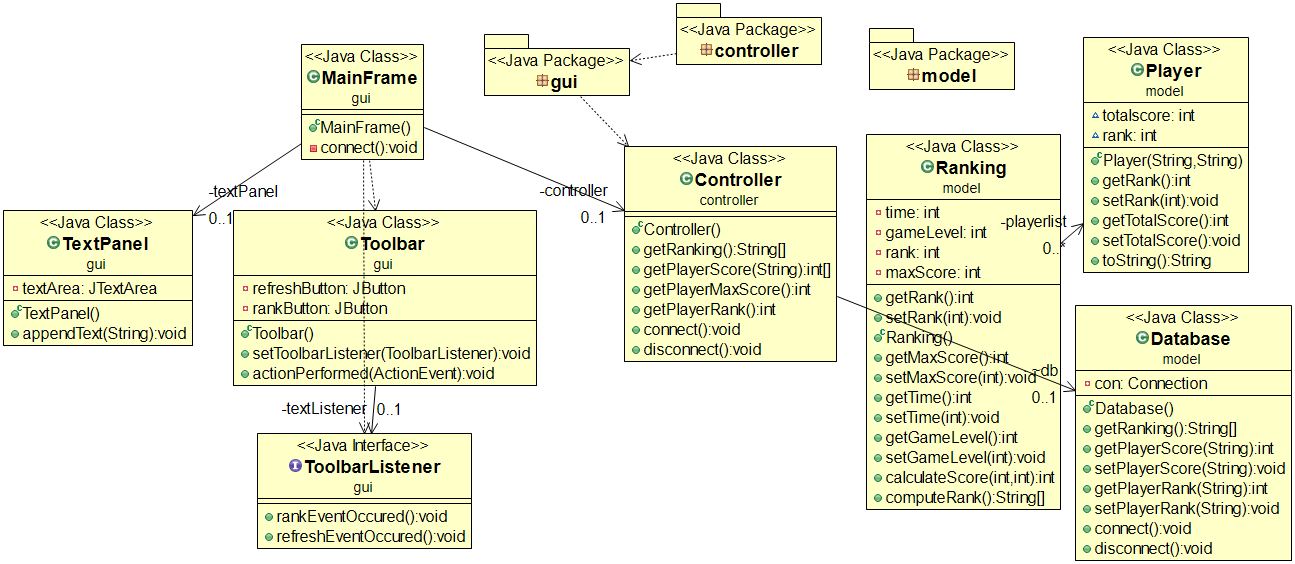 <<Java Package>>
controller
<<Java Package>>
gui
<<Java Package>>
model
<<Java Class>>
MainFrame
gui
MainFrame()
connect():void
-textPanel
0..1
-controller
0..1
<<Java Class>>
TextPanel
gui
textArea: JTextArea
TextPanel()
appendText(String):void
<<Java Class>>
Toolbar
gui
refreshButton: JButton
rankButton: JButton
Toolbar()
setToolbarListener(ToolbarListener):void
actionPerformed(ActionEvent):void
-textListener
0..1
<<Java Interface>>
ToolbarListener
gui
rankEventOccured():void
refreshEventOccured():void
<<Java Class>>
Controller
controller
Controller()
getRanking():String[]
getPlayerScore(String):int[]
getPlayerMaxScore():int
getPlayerRank():int
connect():void
disconnect():void
<<Java Class>>
Ranking
model
time: int
gameLevel: int
rank: int
maxScore: int
getRank():int
setRank(int):void
Ranking()
getMaxScore():int
setMaxScore(int):void
getTime():int
setTime(int):void
getGameLevel():int
setGameLevel(int):void
calculateScore(int,int):int
computeRank():String[]
-playerlist
0..*
~db
0..1
<<Java Class>>
Player
model
totalscore: int
rank: int
Player(String,String)
getRank():int
setRank(int):void
getTotalScore():int
setTotalScore():void
toString():String
<<Java Class>>
Database
model
con: Connection
Database()
getRanking():String[]
getPlayerScore(String):int
setPlayerScore(String):void
getPlayerRank(String):int
setPlayerRank(String):void
connect():void
disconnect():void